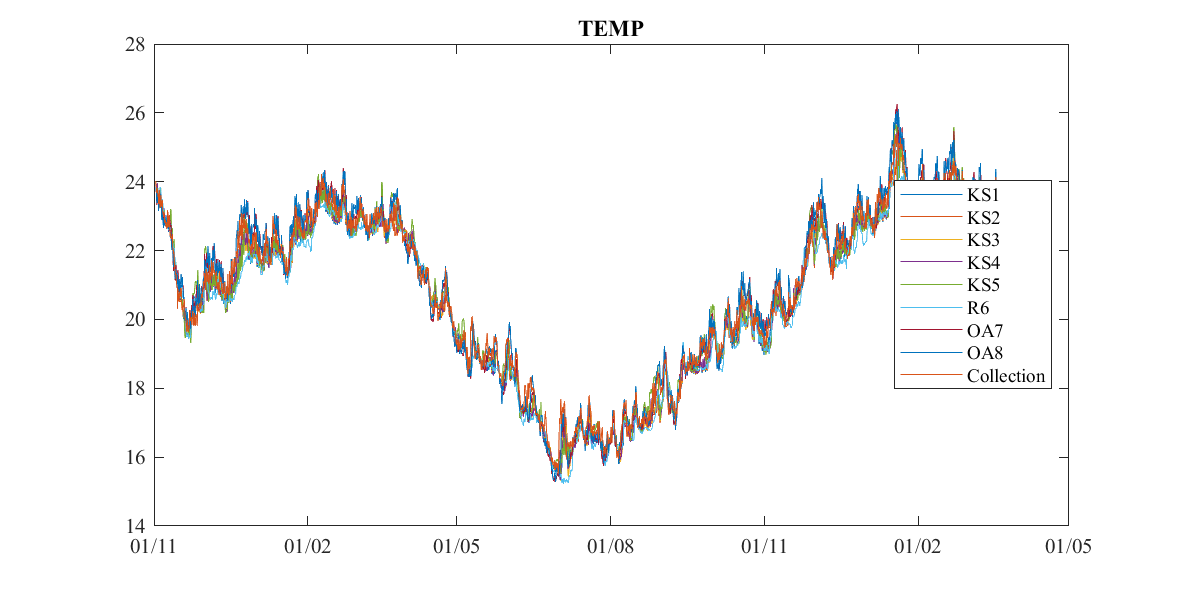 TEMP
28
26
24
22
20
18
16
14
01/11 01/02 01/05 01/08 01/11 01/02 01/05
KS1
KS2
KS3
KS4
KS5
R6
OA7
OA8
Collection